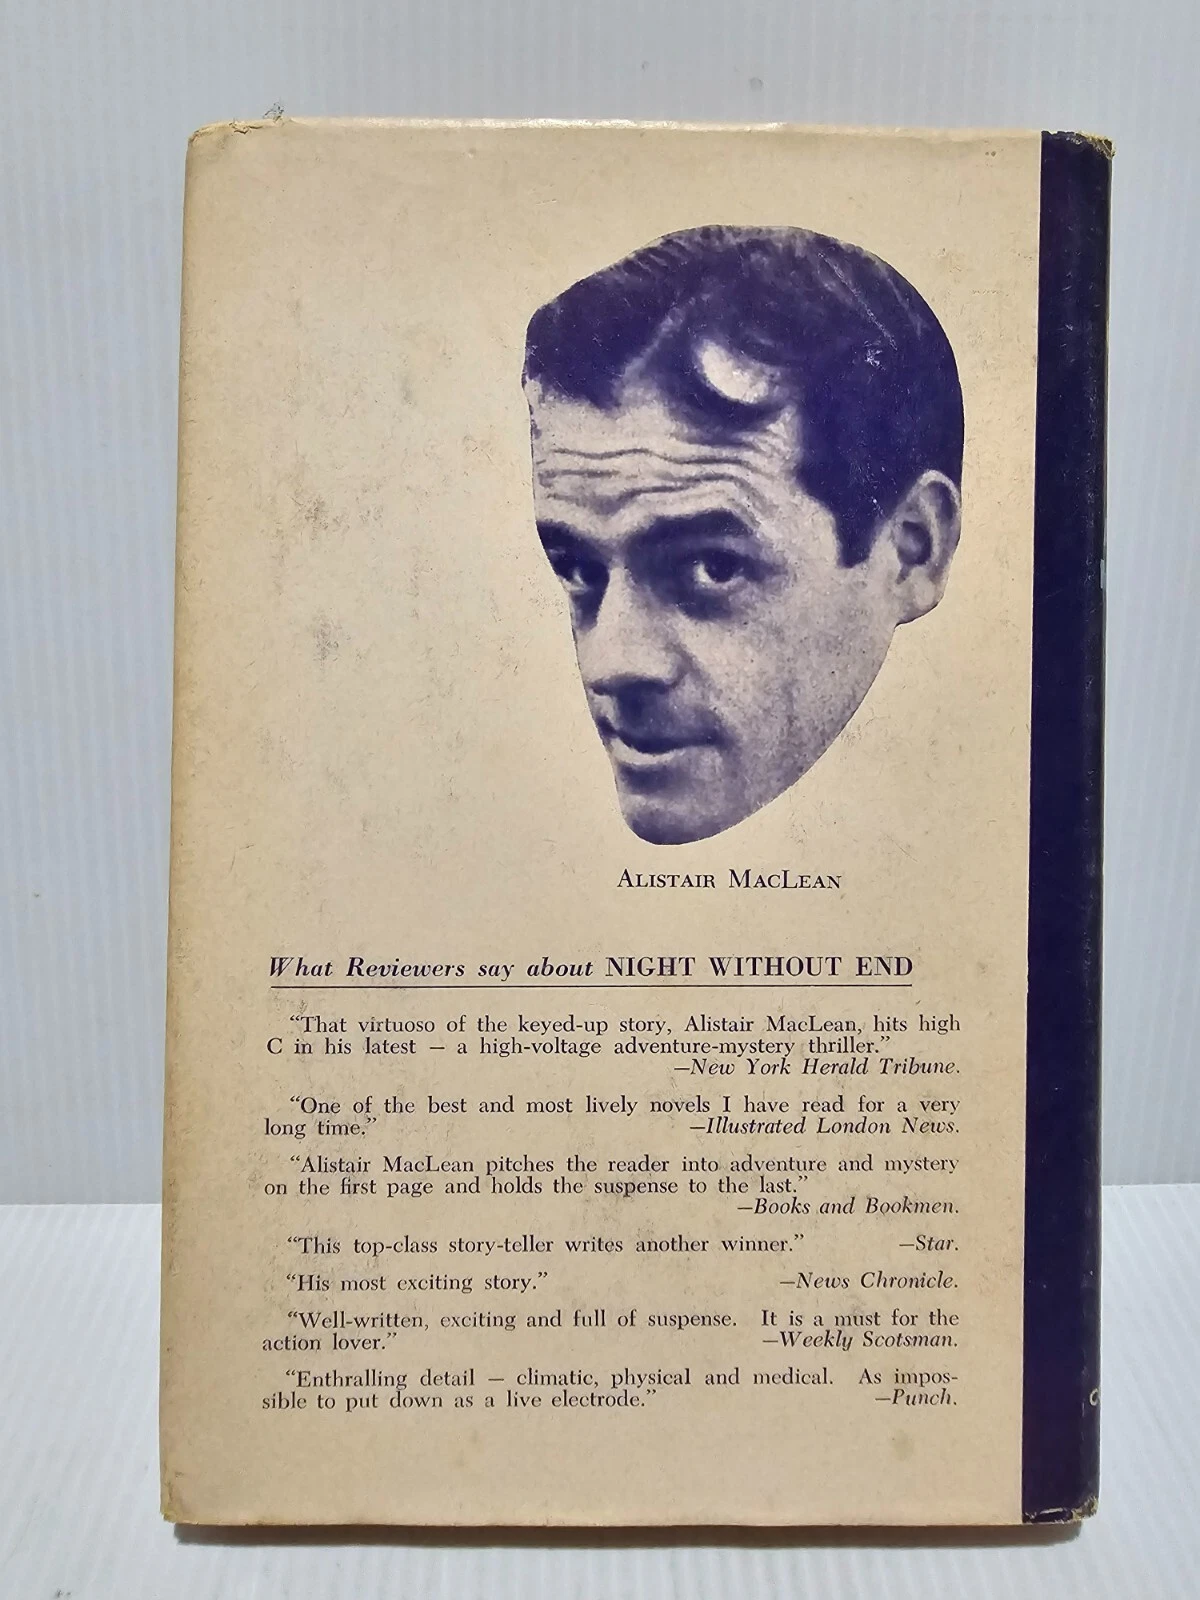 ALISTAIR MACLEAN
What Reviewers say about NIGHT WITHOUT END
“That virtuoso of the keyed-up story, Alistair MacLean, hits high
C in his latest — a high-voltage adventure-mystery thriller.”
—New York Herald Tribune.
“One of the best and most lively novels I have read for a very
long time.” —Illustrated London News.
“Alistair MacLean pitches the reader into adventure and mystery
on the first page and holds the suspense to the last.”
—Books and Bookmen.
“This top-class story-teller writes another winner.” —Star.
“His most exciting story.” —News Chronicle.
“Well-written, exciting and full of suspense. It is a must for the
action lover.” —Weekly Scotsman.
“Enthralling detail — climatic, physical and medical. As impos-
sible to put down as a live electrode.” —Punch.